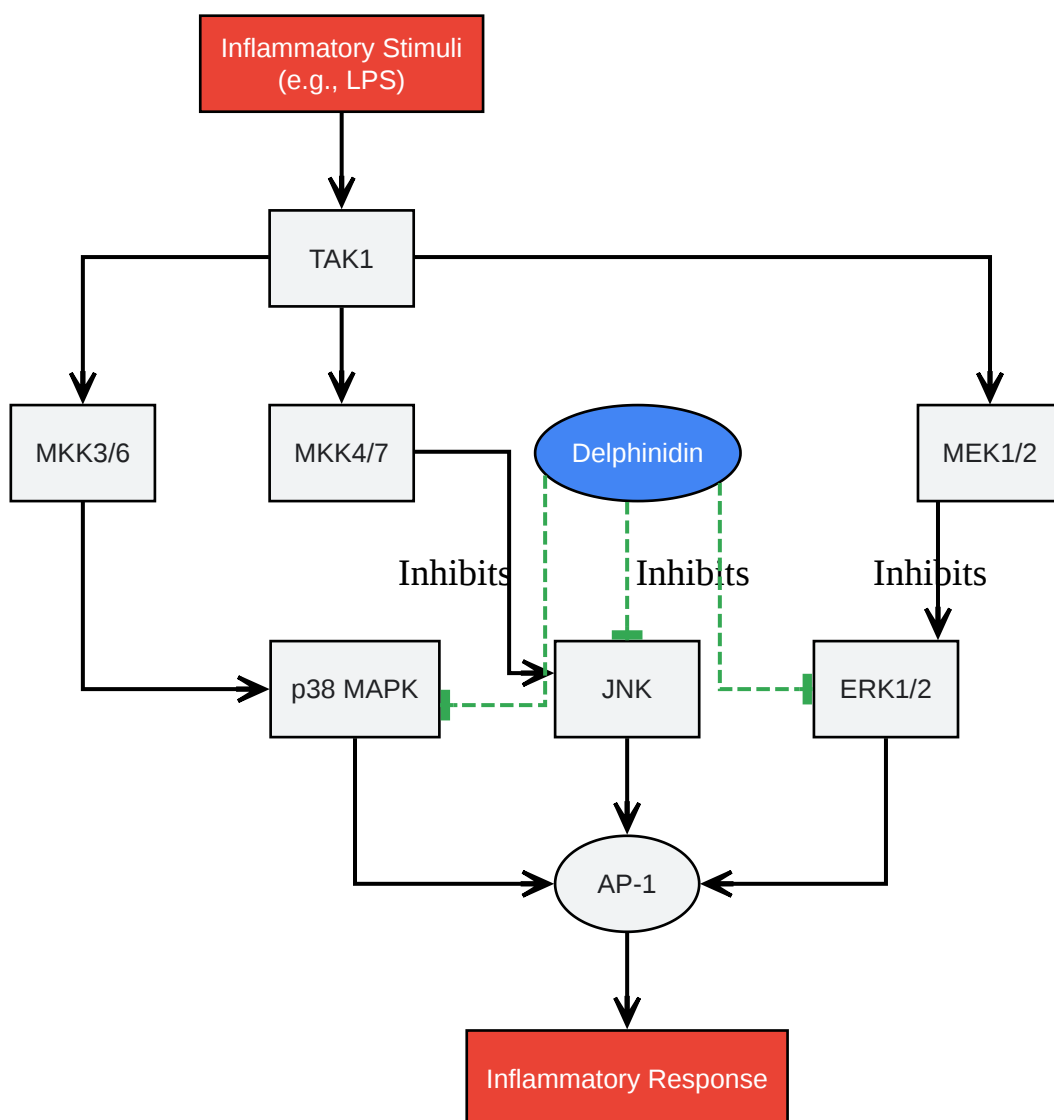 Inflammatory Stimuli
(e.g., LPS)
TAK1
MKK3/6
MKK4/7
Delphinidin
MEK1/2
Inhibits
Inhibits
Inhibits
p38 MAPK
JNK
ERK1/2
AP-1
Inflammatory Response